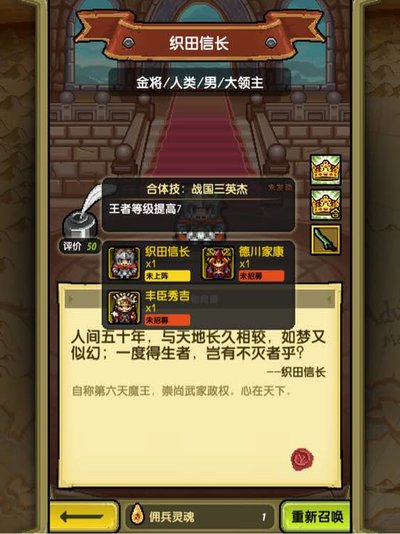 织田信长
金将/人类/男/大领主
合体技：战国三英杰
未发动
王者等级提高7
评价 50
织田信长
x1
未上阵
德川家康
x1
未招募
丰臣秀吉
x1
未招募
人间五十年，与天地长久相较，如梦又
似幻；一度得生者，岂有不灭者乎？
--织田信长
自称第六天魔王，崇尚武家政权。心在天下。
佣兵灵魂
1
重新召唤